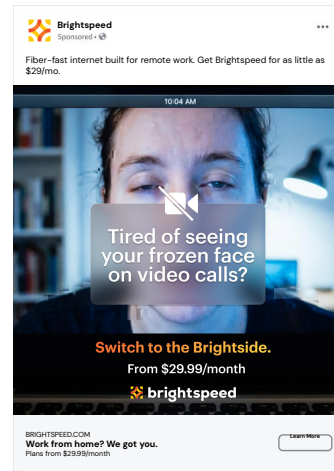 Brightspeed
Sponsored •
Fiber-fast internet built for remote work. Get Brightspeed for as little as
$29/mo.
10:04 AM
Tired of seeing
your frozen face
on video calls?
Switch to the Brightside.
From $29.99/month
brightspeed
BRIGHTSPEED.COM
Work from home? We got you.
Plans from $29.99/month
Learn More